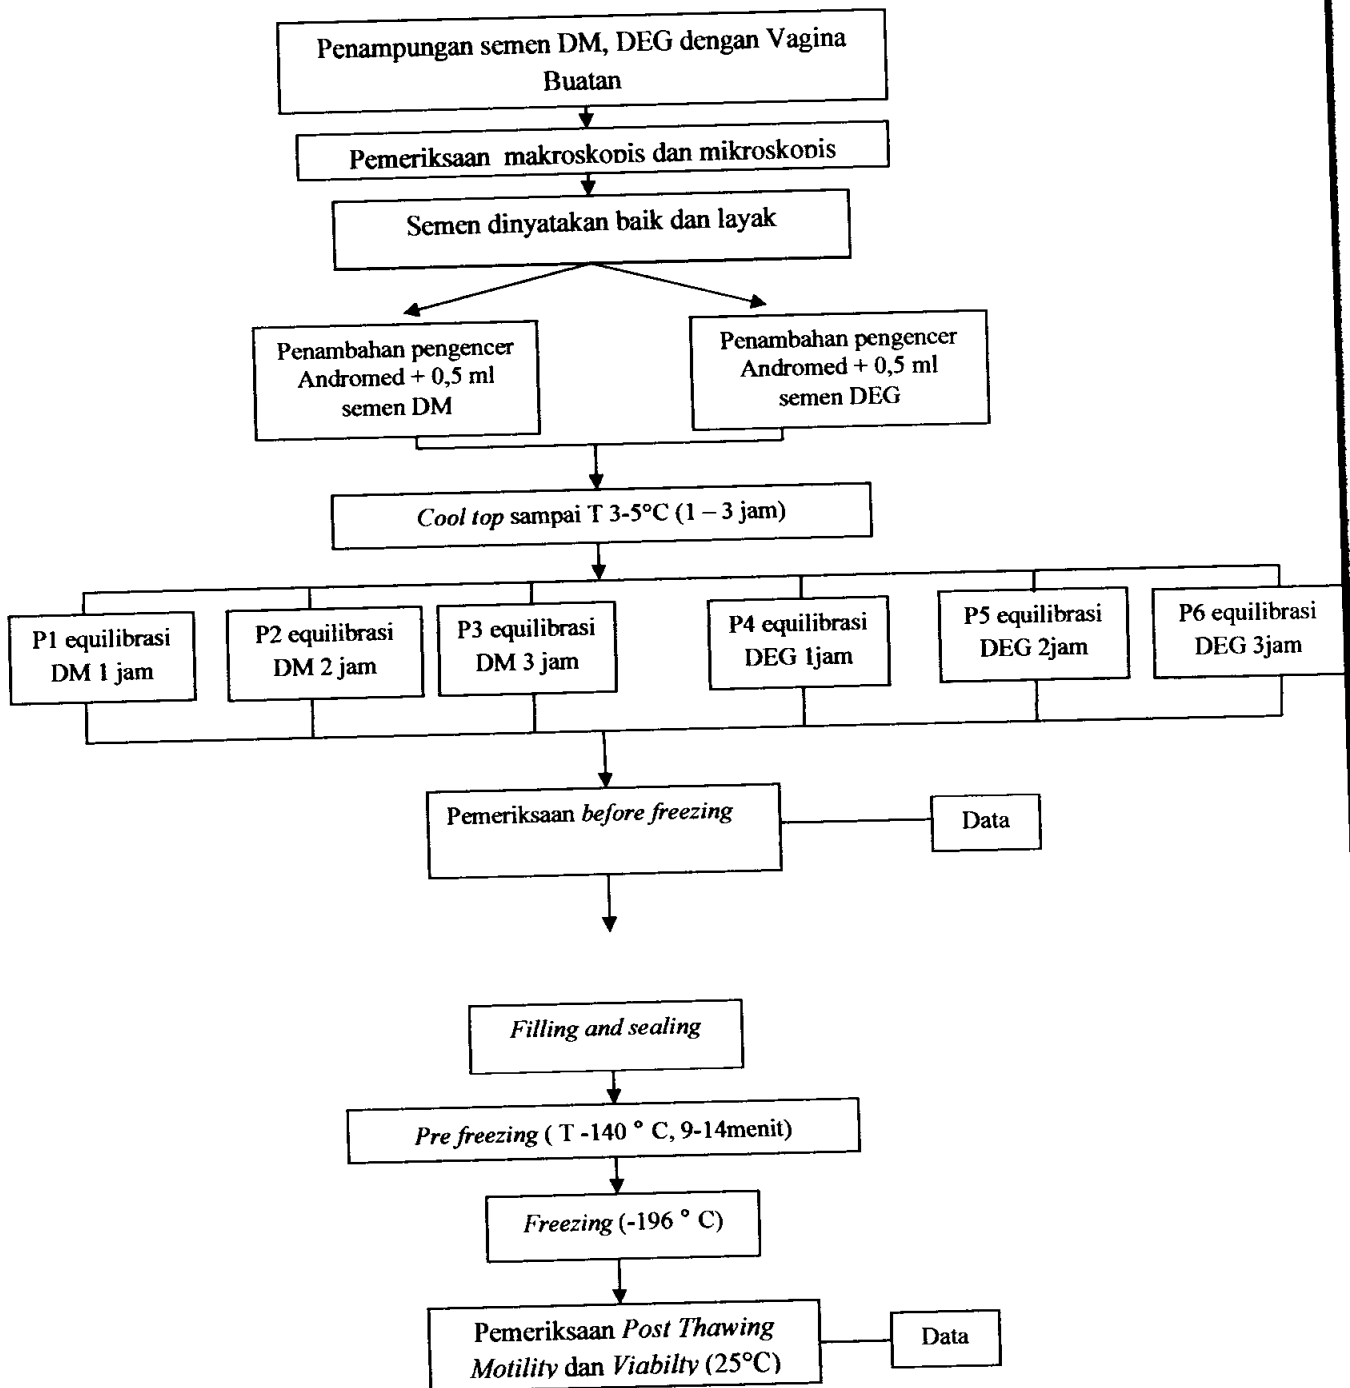 Penampungan semen DM, DEG dengan Vagina
Buatan
Pemeriksaan makroskopis dan mikroskopis
Semen dinyatakan baik dan layak
Penambahan pengencer
Andromed + 0,5 ml
semen DM
Penambahan pengencer
Andromed + 0,5 ml
semen DEG
Cool top sampai T 3-5°C (1 – 3 jam)
P1 equilibrasi
DM 1 jam
P2 equilibrasi
DM 2 jam
P3 equilibrasi
DM 3 jam
P4 equilibrasi
DEG 1jam
P5 equilibrasi
DEG 2jam
P6 equilibrasi
DEG 3jam
Pemeriksaan before freezing
Data
Filling and sealing
Pre freezing ( T -140 ° C, 9-14menit)
Freezing (-196 ° C)
Pemeriksaan Post Thawing
Motility dan Viabilty (25°C)
Data